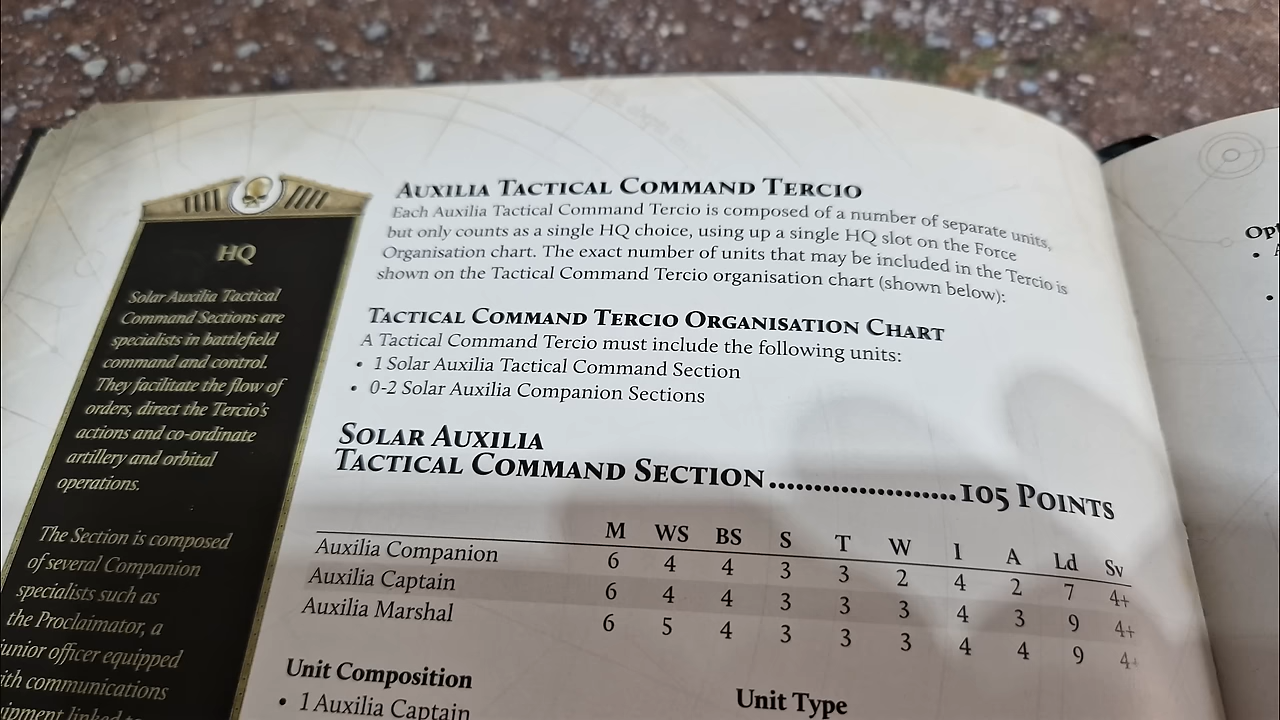 HQ
Solar Auxilia Tactical
Command Sections are
specialists in battlefield
command and control.
They facilitate the flow of
orders, direct the Tercio's
actions and co-ordinate
artillery and orbital
operations.
The Section is composed
of several Companion
specialists such as
the Proclaimator, a
unior officer equipped
ith communications
ipment linked to
Auxilia Tactical Command Tercio
Each Auxilia Tactical Command Tercio is composed of a number of separate units,
but only counts as a single HQ choice, using up a single HQ slot on the Force
Organisation chart. The exact number of units that may be included in the Tercio is
shown on the Tactical Command Tercio organisation chart (shown below):
Tactical Command Tercio Organisation Chart
A Tactical Command Tercio must include the following units:
• 1 Solar Auxilia Tactical Command Section
• 0-2 Solar Auxilia Companion Sections
Solar Auxilia
Tactical Command Section.....................105 Points
M WS BS S T W I A Ld Sv
Auxilia Companion 6 4 4 3 3 2 4 2 7 4+
Auxilia Captain 6 4 4 3 3 3 4 3 9 4+
Auxilia Marshal 6 5 4 3 3 3 4 4 9 4+
Unit Composition
• 1 Auxilia Captain
Unit Type
Op